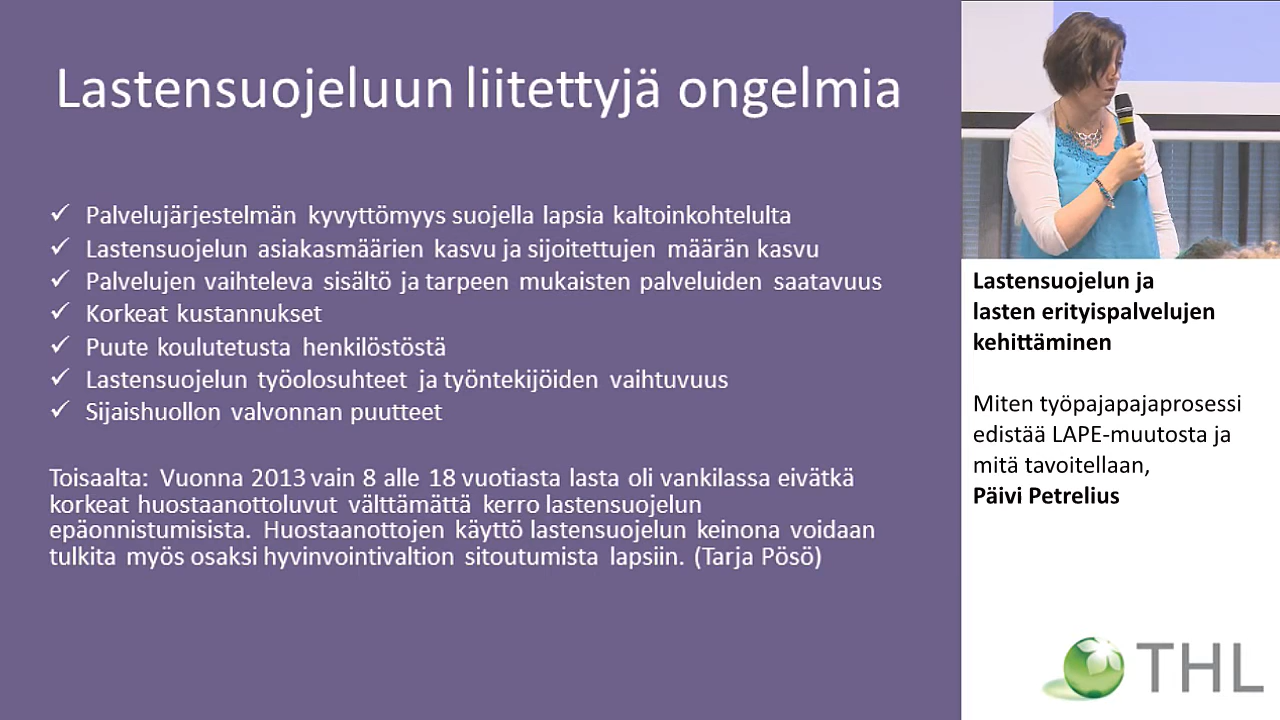 Lastensuojeluun liitettyjä ongelmia
✓ Palvelujärjestelmän kyvyttömyys suojella lapsia kaltoinkohtelulta
✓ Lastensuojelun asiakasmäärien kasvu ja sijoitettujen määrän kasvu
✓ Palvelujen vaihteleva sisältö ja tarpeen mukaisten palveluiden saatavuus
✓ Korkeat kustannukset
✓ Puute koulutetusta henkilöstöstä
✓ Lastensuojelun työolosuhteet ja työntekijöiden vaihtuvuus
✓ Sijaishuollon valvonnan puutteet
Toisaalta: Vuonna 2013 vain 8 alle 18 vuotiasta lasta oli vankilassa eivätkä
korkeat huostaanottoluvut välttämättä kerro lastensuojelun
epäonnistumisista. Huostaanottojen käyttö lastensuojelun keinona voidaan
tulkita myös osaksi hyvinvointivaltion sitoutumista lapsiin. (Tarja Pösö)
Lastensuojelun ja
lasten erityispalvelujen
kehittäminen
Miten työpajapajaprosessi
edistää LAPE-muutosta ja
mitä tavoitellaan,
Päivi Petrelius
THL